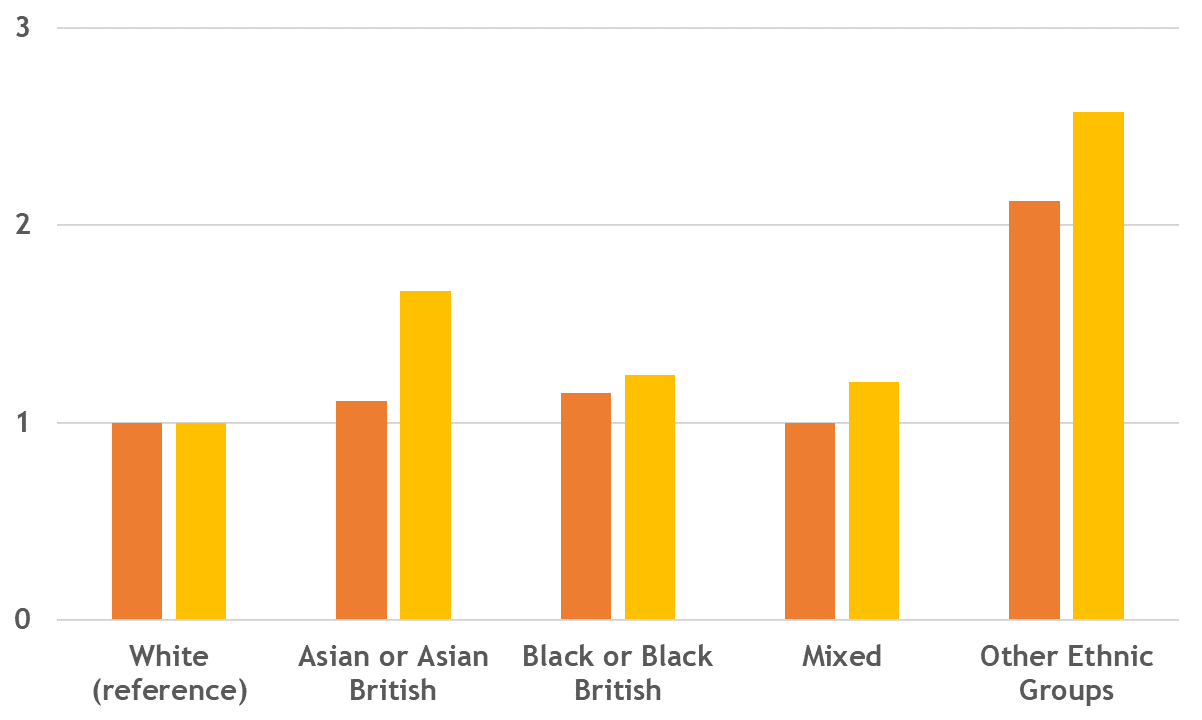 3
2
1
0
White
(reference)
Asian or Asian
British
Black or Black
British
Mixed
Other Ethnic
Groups